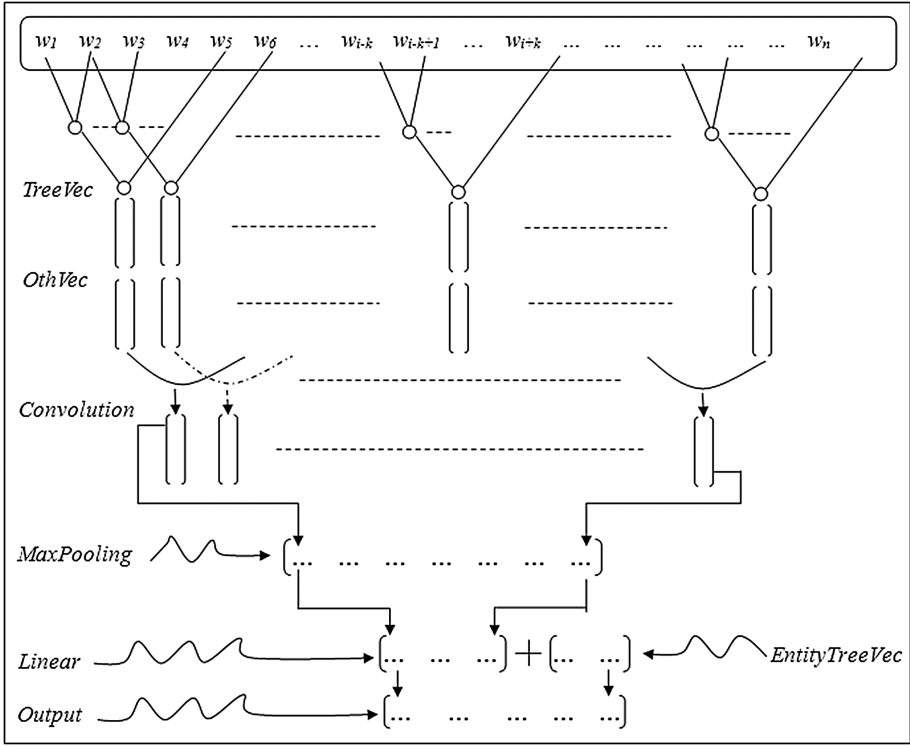 w1 w2 w3 w4 w5 w6 ... wi-k wi-k+1 ... wi+k ... ... ... ... ... ... wn
TreeVec
OthVec
Convolution
MaxPooling
... ... ... ... ... ... ...
Linear
... ... ... + ... ...
EntityTreeVec
Output
... ... ... ... ...